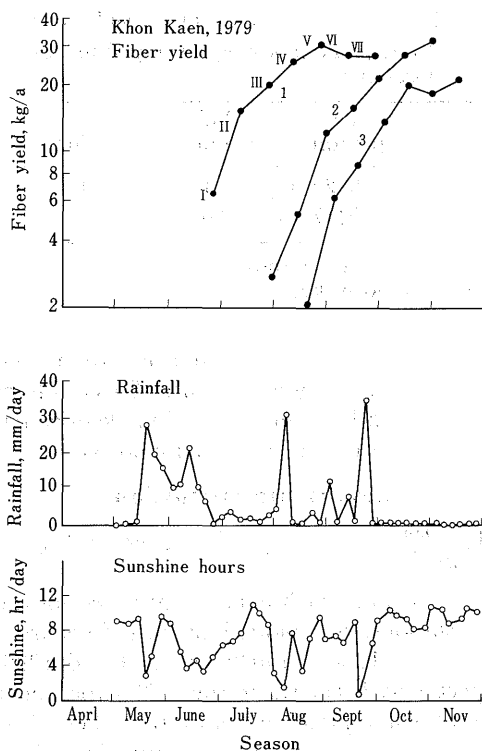 Khon Kaen, 1979
Fiber yield
Fiber yield, kg/a
40
30
20
10
8
6
4
2
I
II
III
IV
V
VI
VII
1
2
3
Rainfall
Rainfall, mm/day
40
30
20
10
0
Sunshine hours
Sunshine, hr/day
12
8
4
0
Aprl May June July Aug Sept Oct Nov
Season